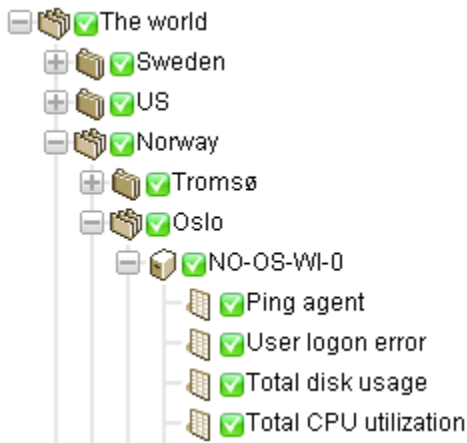 The world
Sweden
US
Norway
Tromsø
Oslo
NO-OS-WI-0
Ping agent
User logon error
Total disk usage
Total CPU utilization